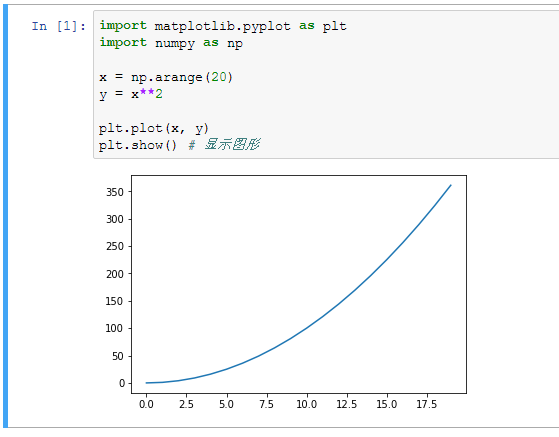 In [1]: import matplotlib.pyplot as plt
import numpy as np
x = np.arange(20)
y = x**2
plt.plot(x, y)
plt.show() # 显示图形
350
300
250
200
150
100
50
0
0.0 2.5 5.0 7.5 10.0 12.5 15.0 17.5